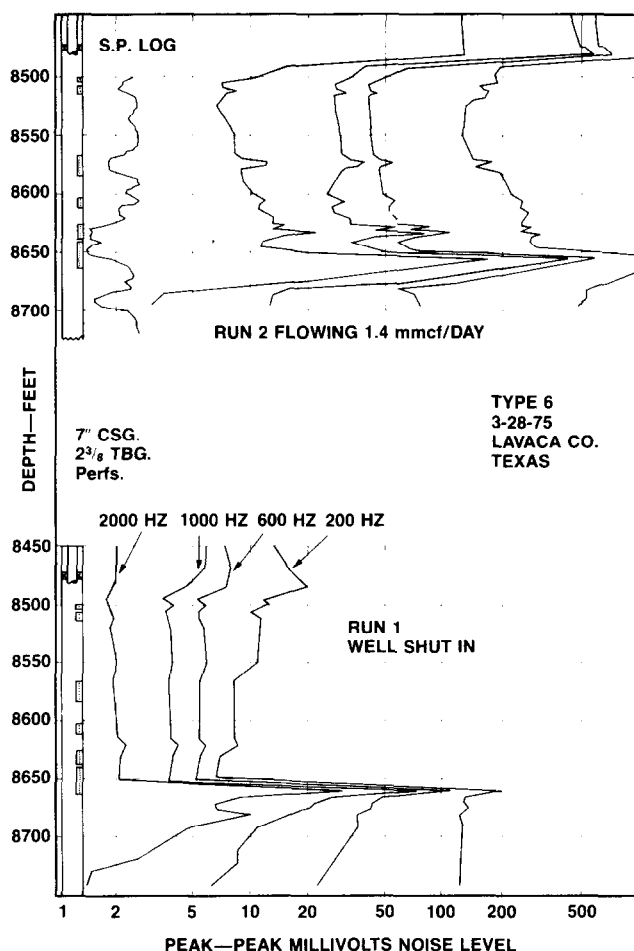 S.P. LOG
8500
8550
8600
8650
8700
RUN 2 FLOWING 1.4 mmcf/DAY
DEPTH—FEET
7" CSG.
2 3/8 TBG.
Perfs.
TYPE 6
3-28-75
LAVACA CO.
TEXAS
2000 HZ 1000 HZ 600 HZ 200 HZ
8450
8500
8550
8600
8650
8700
RUN 1
WELL SHUT IN
1 2 5 10 20 50 100 200 500
PEAK—PEAK MILLIVOLTS NOISE LEVEL